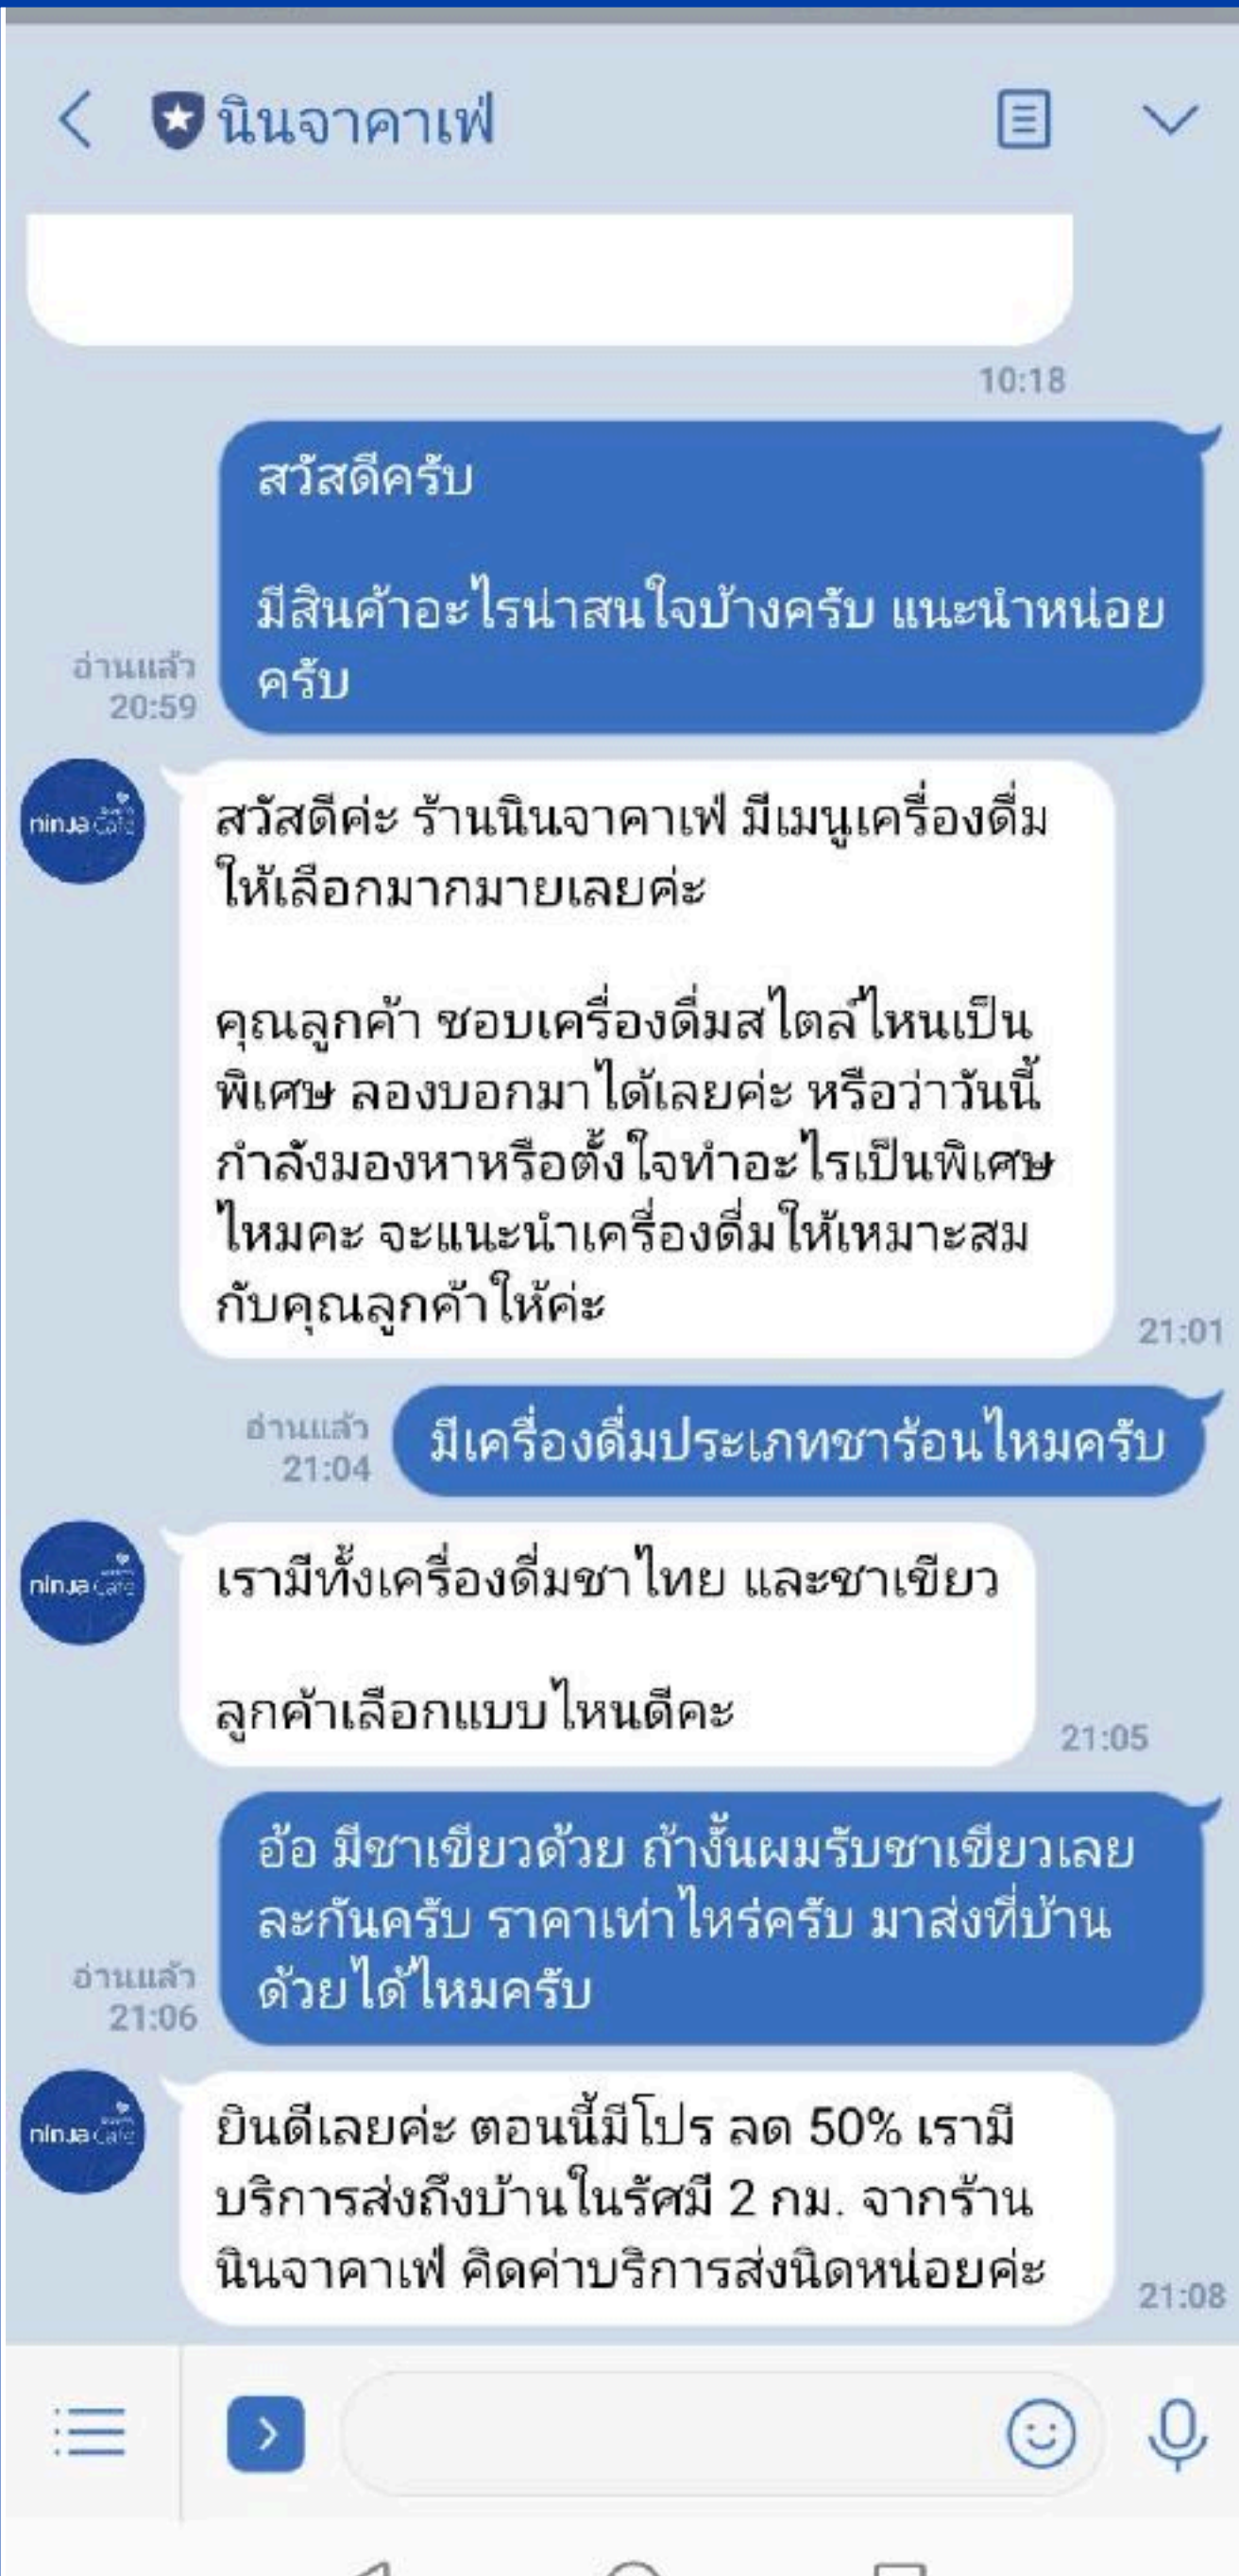 นินจาคาเฟ่
10:18
สวัสดีครับ
มีสินค้าอะไรน่าสนใจบ้างครับ แนะนำหน่อย
ครับ
อ่านแล้ว
20:59
ninja Café
สวัสดีค่ะ ร้านนินจาคาเฟ่ มีเมนูเครื่องดื่ม
ให้เลือกมากมายเลยค่ะ
คุณลูกค้า ชอบเครื่องดื่มสไตล์ไหนเป็น
พิเศษ ลองบอกมาได้เลยค่ะ หรือว่าวันนี้
กำลังมองหาหรือตั้งใจทำอะไรเป็นพิเศษ
ไหมคะ จะแนะนำเครื่องดื่มให้เหมาะสม
กับคุณลูกค้าให้ค่ะ
21:01
อ่านแล้ว
21:04
มีเครื่องดื่มประเภทชาร้อนไหมครับ
ninja Café
เรามีทั้งเครื่องดื่มชาไทย และชาเขียว
ลูกค้าเลือกแบบไหนดีคะ
21:05
อ้อ มีชาเขียวด้วย ถ้างั้นผมรับชาเขียวเลย
ละกันครับ ราคาเท่าไหร่ครับ มาส่งที่บ้าน
ด้วยได้ไหมครับ
อ่านแล้ว
21:06
ninja Café
ยินดีเลยค่ะ ตอนนี้มีโปร ลด 50% เรามี
บริการส่งถึงบ้านในรัศมี 2 กม. จากร้าน
นินจาคาเฟ่ คิดค่าบริการส่งนิดหน่อยค่ะ
21:08